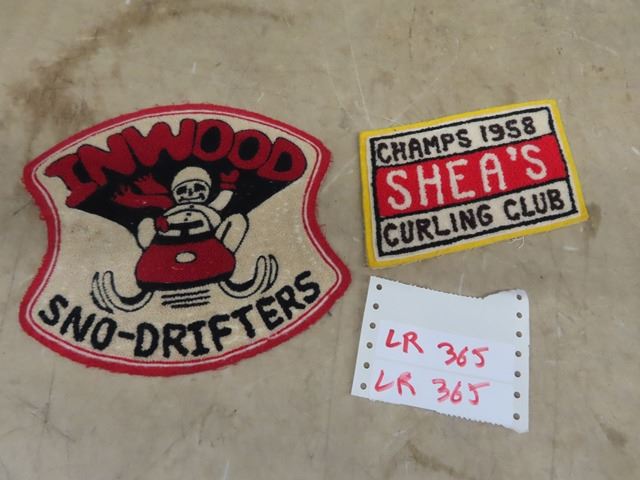 INWOOD
SNO-DRIFTERS
CHAMPS 1958
SHEA'S
CURLING CLUB
LR 365
LR 365